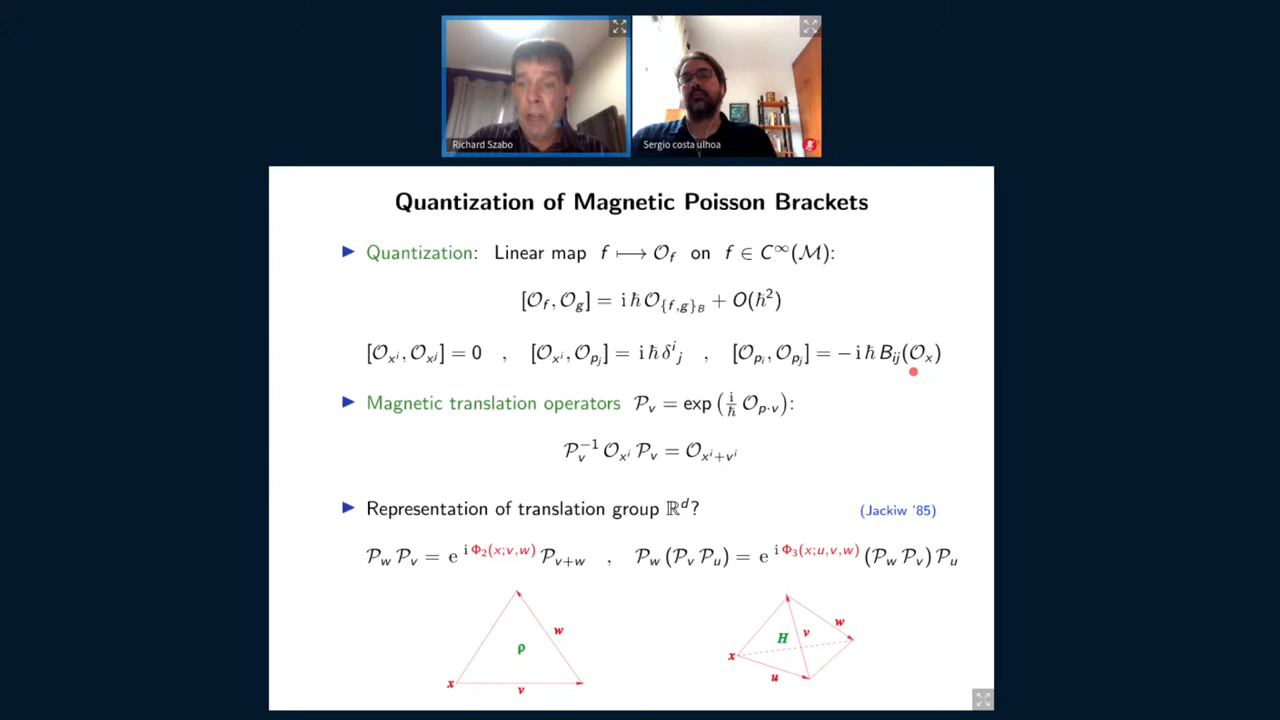 Richard Szabo
Sergio costa ulhoa
Quantization of Magnetic Poisson Brackets
▶ Quantization: Linear map f ⟼ 𝒪_f on f ∈ C^∞(ℳ):
[𝒪_f, 𝒪_g] = i ℏ 𝒪_{{f,g}_B} + O(ℏ²)
[𝒪_{x^i}, 𝒪_{x^j}] = 0 , [𝒪_{x^i}, 𝒪_{p_j}] = i ℏ δ^i_j , [𝒪_{p_i}, 𝒪_{p_j}] = − i ℏ B_{ij}(𝒪_x)
▶ Magnetic translation operators 𝒫_v = exp (i/ℏ 𝒪_{p·v}):
𝒫_v^{−1} 𝒪_{x^i} 𝒫_v = 𝒪_{x^i+v^i}
▶ Representation of translation group ℝ^d? (Jackiw '85)
𝒫_w 𝒫_v = e^{i Φ_2(x;v,w)} 𝒫_{v+w} , 𝒫_w (𝒫_v 𝒫_u) = e^{i Φ_3(x;u,v,w)} (𝒫_w 𝒫_v) 𝒫_u
w
ρ
x
v
w
H v
x
u